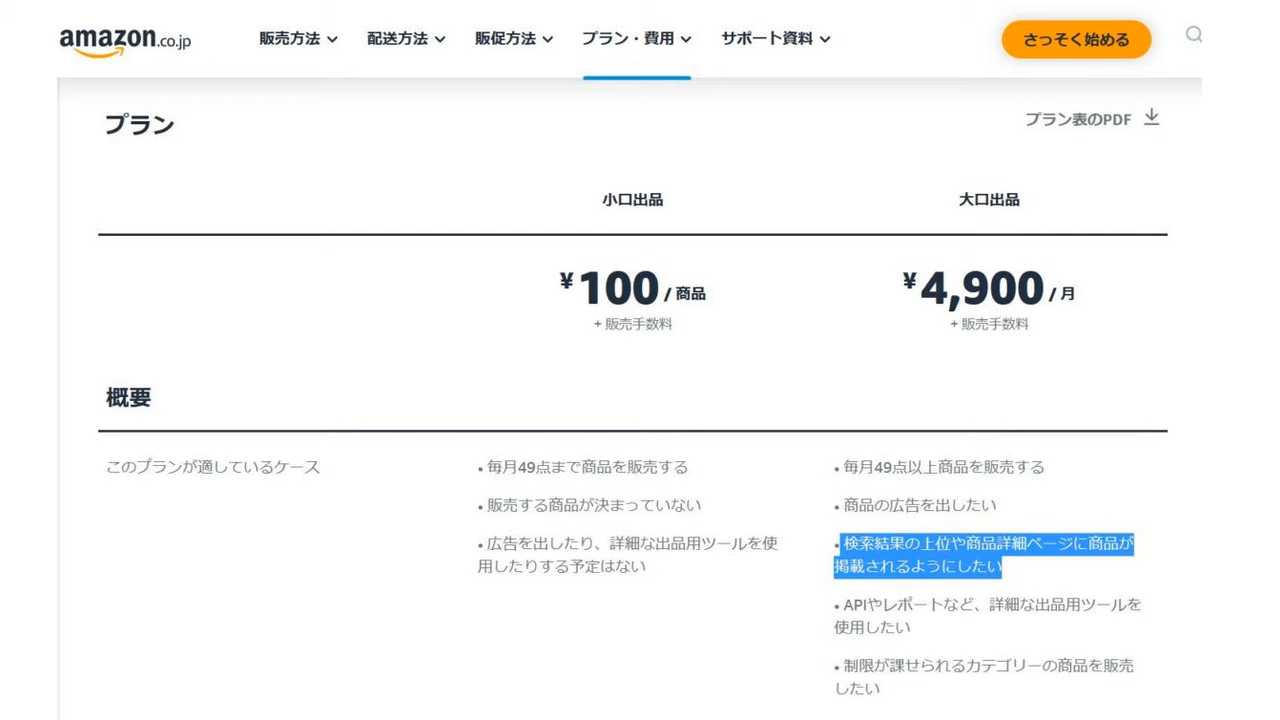 amazon.co.jp 販売方法 配送方法 販促方法 プラン・費用 サポート資料 さっそく始める
プラン
プラン表のPDF
小口出品 大口出品
¥100 / 商品 ¥4,900 / 月
+ 販売手数料 + 販売手数料
概要
このプランが適しているケース
• 毎月49点まで商品を販売する
• 販売する商品が決まっていない
• 広告を出したり、詳細な出品用ツールを使
用したりする予定はない
• 毎月49点以上商品を販売する
• 商品の広告を出したい
• 検索結果の上位や商品詳細ページに商品が
掲載されるようにしたい
• APIやレポートなど、詳細な出品用ツールを
使用したい
• 制限が課せられるカテゴリーの商品を販売
したい